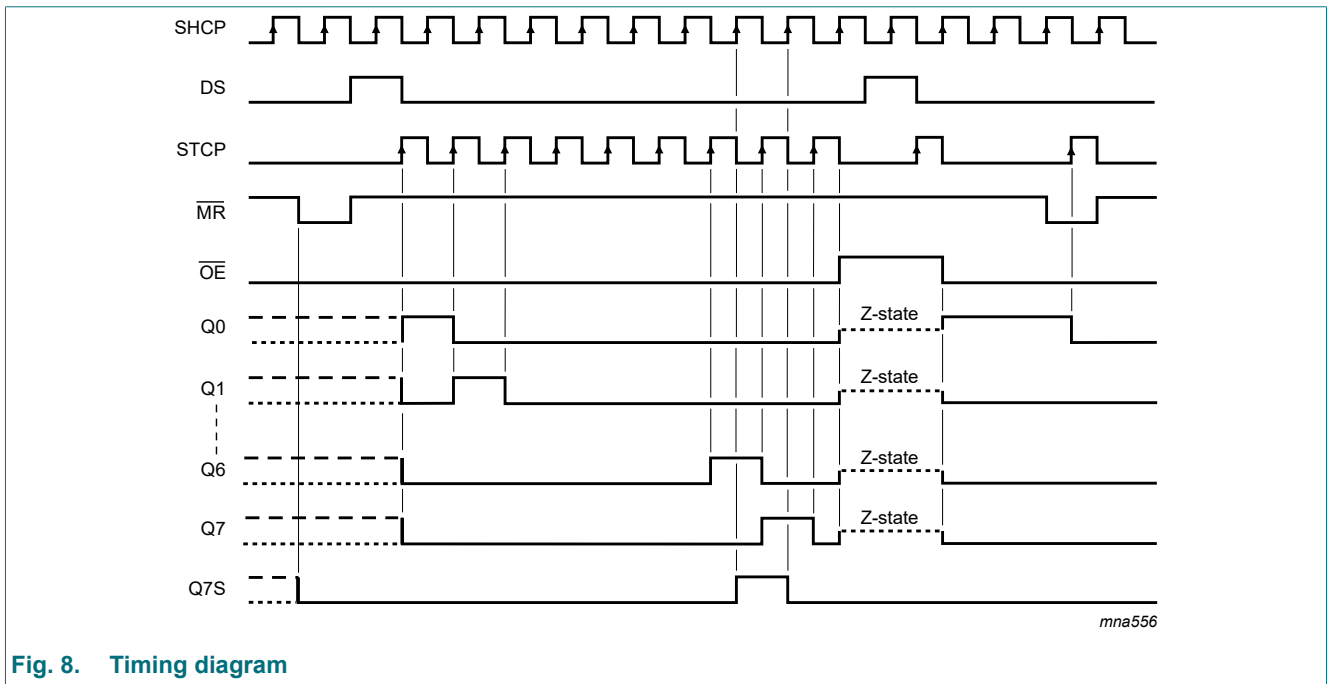 SHCP
DS
STCP
MR
OE
Z-state
Q0
Z-state
Q1
Z-state
Q6
Z-state
Q7
Q7S
mna556
Fig. 8. Timing diagram